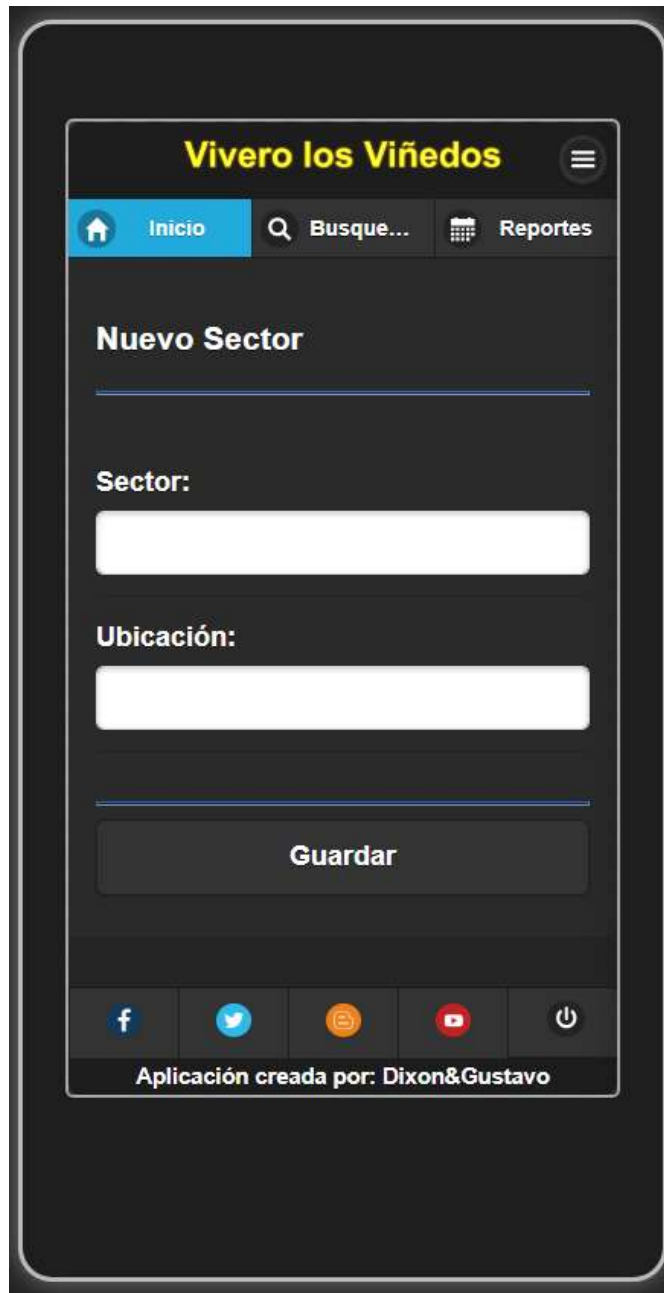 Vivero los Viñedos
Inicio Busque... Reportes
Nuevo Sector
Sector:
Ubicación:
Guardar
Aplicación creada por: Dixon&Gustavo